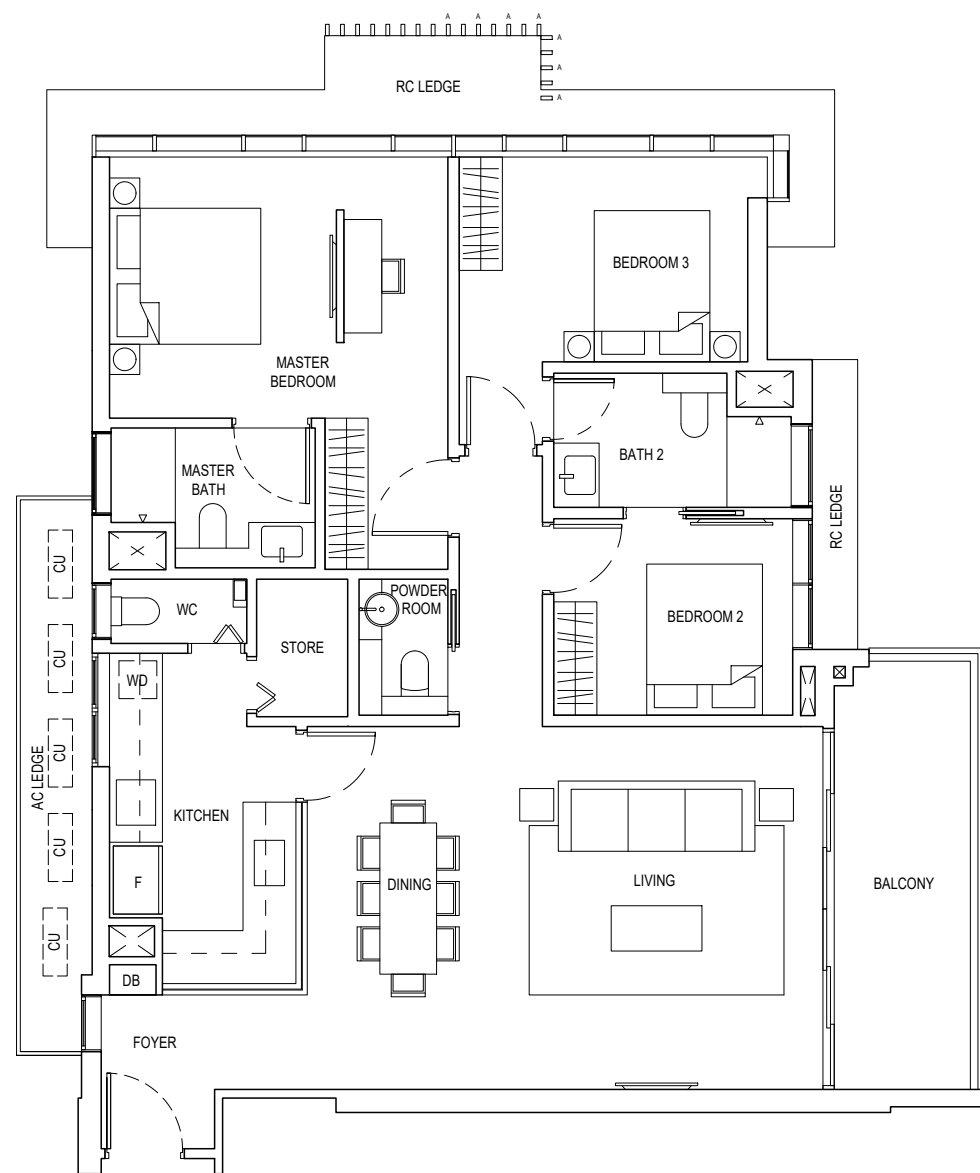 A A A A
A
A
A
RC LEDGE
BEDROOM 3
MASTER
BEDROOM
X
BATH 2
MASTER
BATH
RC LEDGE
X
CU
WC
POWDER
ROOM
BEDROOM 2
STORE
CU
WD
CU
AC LEDGE
KITCHEN
CU
F
DINING
LIVING
BALCONY
CU
DB
FOYER